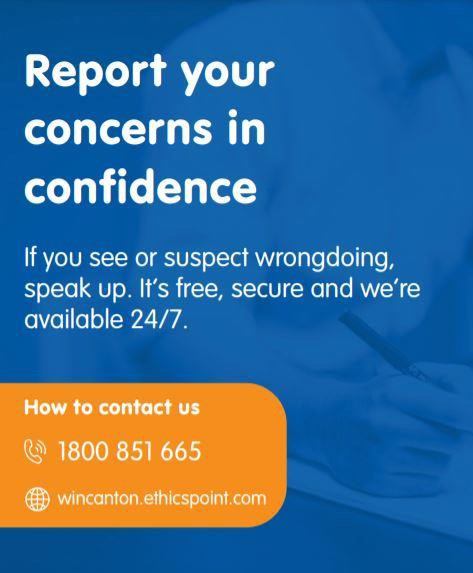 Report your
concerns in
confidence
If you see or suspect wrongdoing,
speak up. It's free, secure and we're
available 24/7.
How to contact us
1800 851 665
wincanton.ethicspoint.com